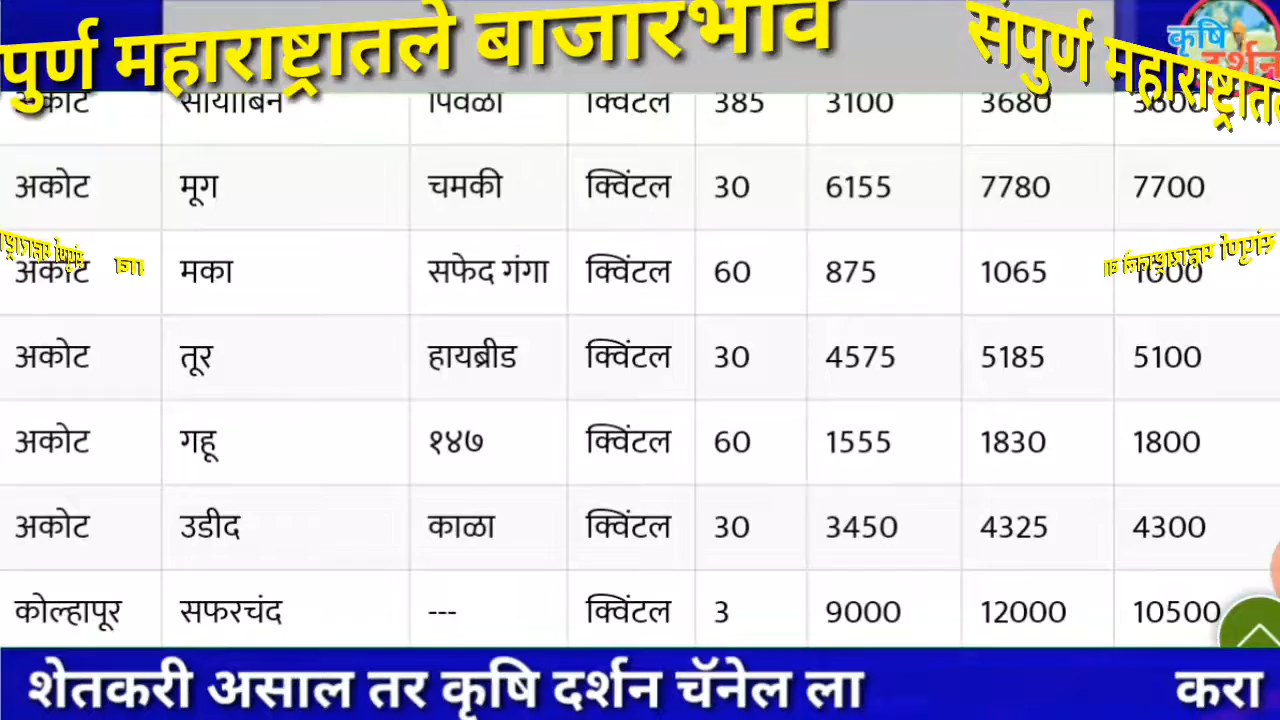 पुर्ण महाराष्ट्रातले बाजारभाव
संपुर्ण महाराष्ट्रातले
कृषि
दर्शन
अकोट सोयाबिन पिवळा क्विंटल 385 3100 3680 3600
अकोट मूग चमकी क्विंटल 30 6155 7780 7700
अकोट मका सफेद गंगा क्विंटल 60 875 1065 1000
अकोट तूर हायब्रीड क्विंटल 30 4575 5185 5100
अकोट गहू १४७ क्विंटल 60 1555 1830 1800
अकोट उडीद काळा क्विंटल 30 3450 4325 4300
कोल्हापूर सफरचंद --- क्विंटल 3 9000 12000 10500
शेतकरी असाल तर कृषि दर्शन चॅनेल ला करा